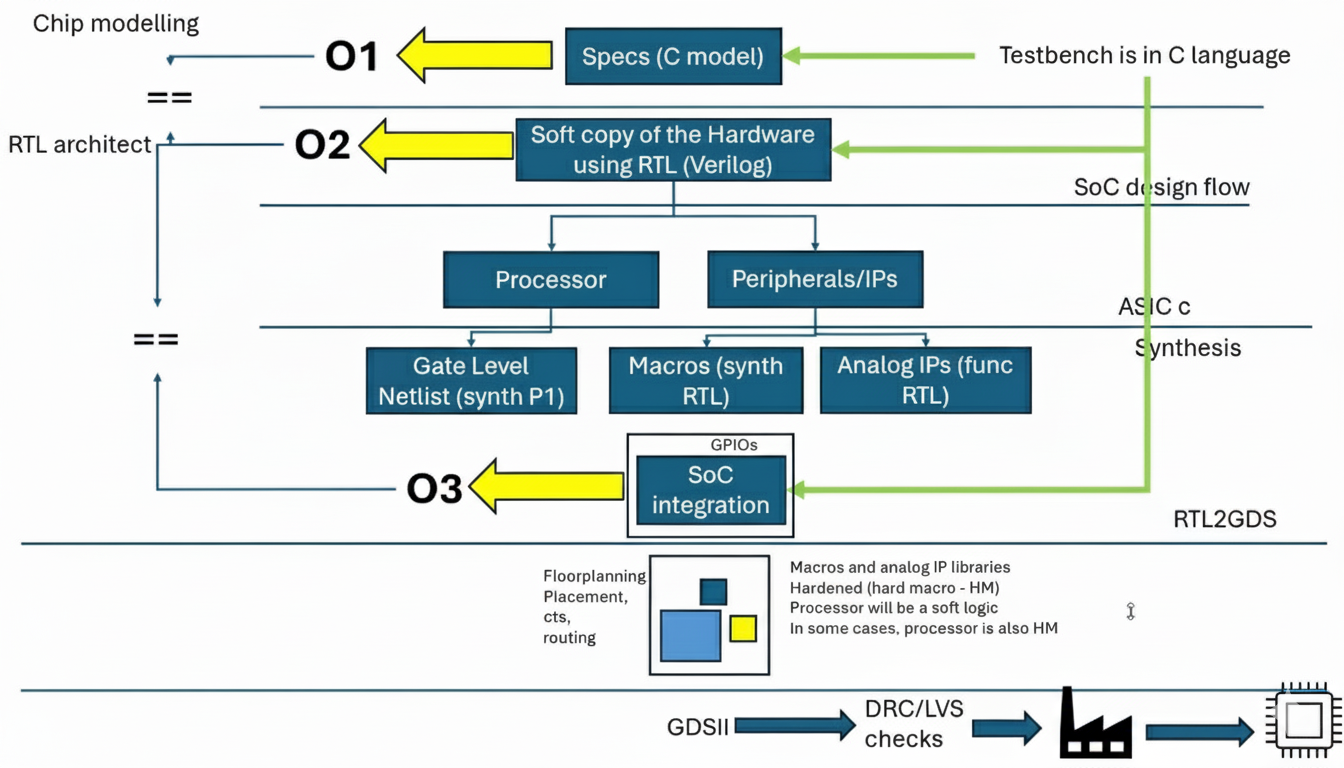 Chip modelling
O1
Specs (C model)
Testbench is in C language
==
RTL architect
O2
Soft copy of the Hardware
using RTL (Verilog)
SoC design flow
Processor
Peripherals/IPs
ASIC c
==
Synthesis
Gate Level
Netlist (synth P1)
Macros (synth
RTL)
Analog IPs (func
RTL)
GPIOs
O3
SoC
integration
RTL2GDS
Floorplanning
Placement,
cts,
routing
Macros and analog IP libraries
Hardened (hard macro - HM)
Processor will be a soft logic
In some cases, processor is also HM
GDSII
DRC/LVS
checks